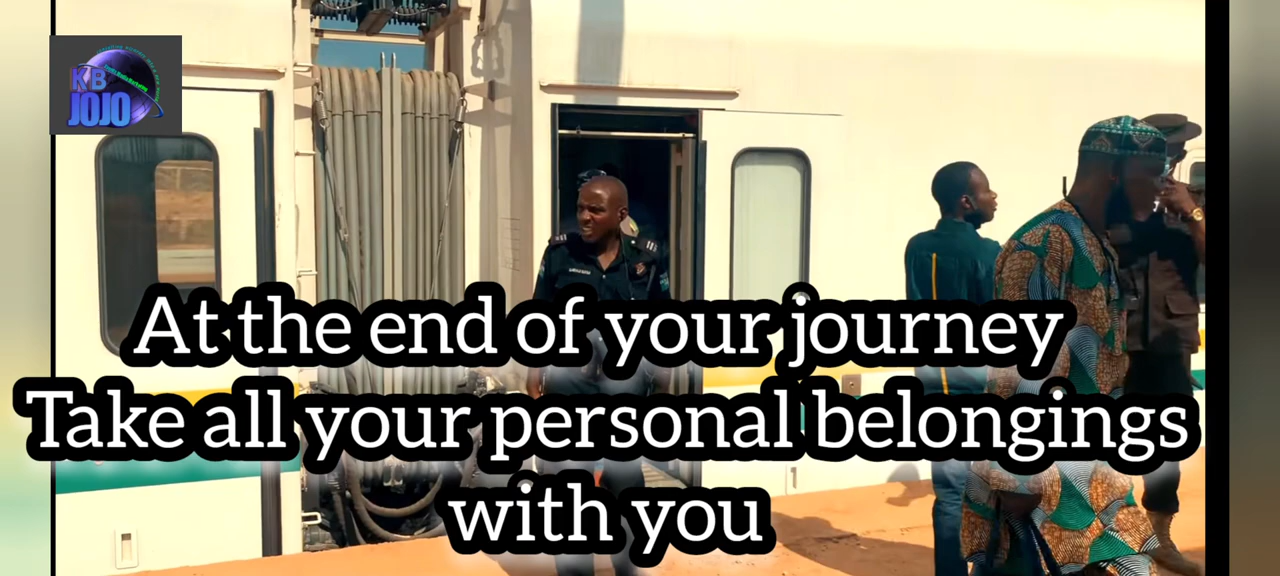 KB
JOJO
At the end of your journey
Take all your personal belongings
with you